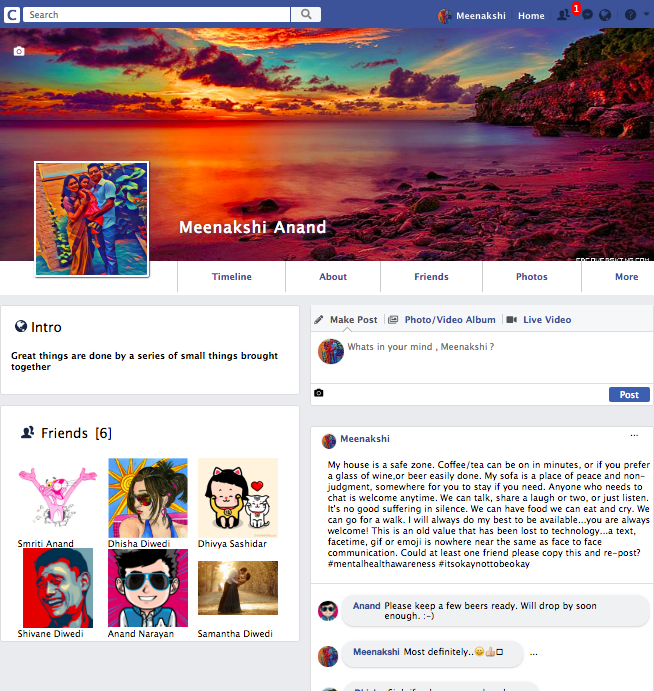 C Search Meenakshi Home 1
Meenakshi Anand
Timeline About Friends Photos More
Intro
Great things are done by a series of small things brought
together
Make Post Photo/Video Album Live Video
Whats in your mind , Meenakshi ?
Post
Friends [6]
Smriti Anand Dhisha Diwedi Dhivya Sashidar
Shivane Diwedi Anand Narayan Samantha Diwedi
Meenakshi ...
My house is a safe zone. Coffee/tea can be on in minutes, or if you prefer
a glass of wine,or beer easily done. My sofa is a place of peace and non-
judgment, somewhere for you to stay if you need. Anyone who needs to
chat is welcome anytime. We can talk, share a laugh or two, or just listen.
It's no good suffering in silence. We can have food we can eat and cry. We
can go for a walk. I will always do my best to be available...you are always
welcome! This is an old value that has been lost to technology...a text,
facetime, gif or emoji is nowhere near the same as face to face
communication. Could at least one friend please copy this and re-post?
#mentalhealthawareness #itsokaynottobeokay
Anand Please keep a few beers ready. Will drop by soon
enough. :-)
Meenakshi Most definitely..😀👍🏻 ...